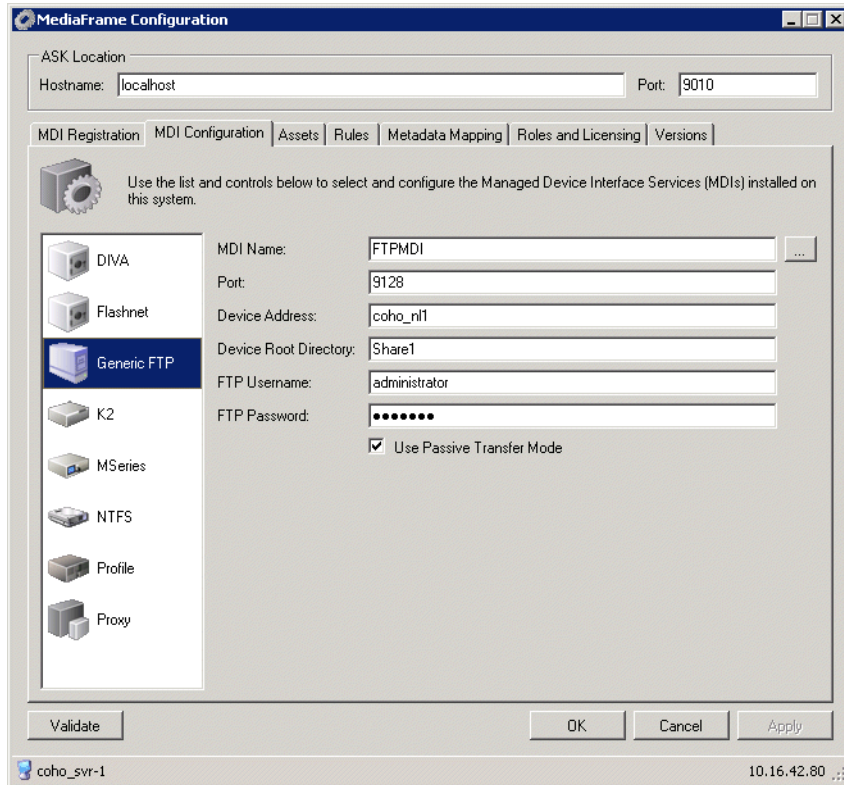 MediaFrame Configuration
ASK Location
Hostname: localhost Port: 9010
MDI Registration MDI Configuration Assets Rules Metadata Mapping Roles and Licensing Versions
Use the list and controls below to select and configure the Managed Device Interface Services (MDIs) installed on
this system.
DIVA
Flashnet
Generic FTP
K2
MSeries
NTFS
Profile
Proxy
MDI Name: FTPMDI ...
Port: 9128
Device Address: coho_nl1
Device Root Directory: Share1
FTP Username: administrator
FTP Password: •••••••
Use Passive Transfer Mode
Validate OK Cancel Apply
coho_svr-1 10.16.42.80